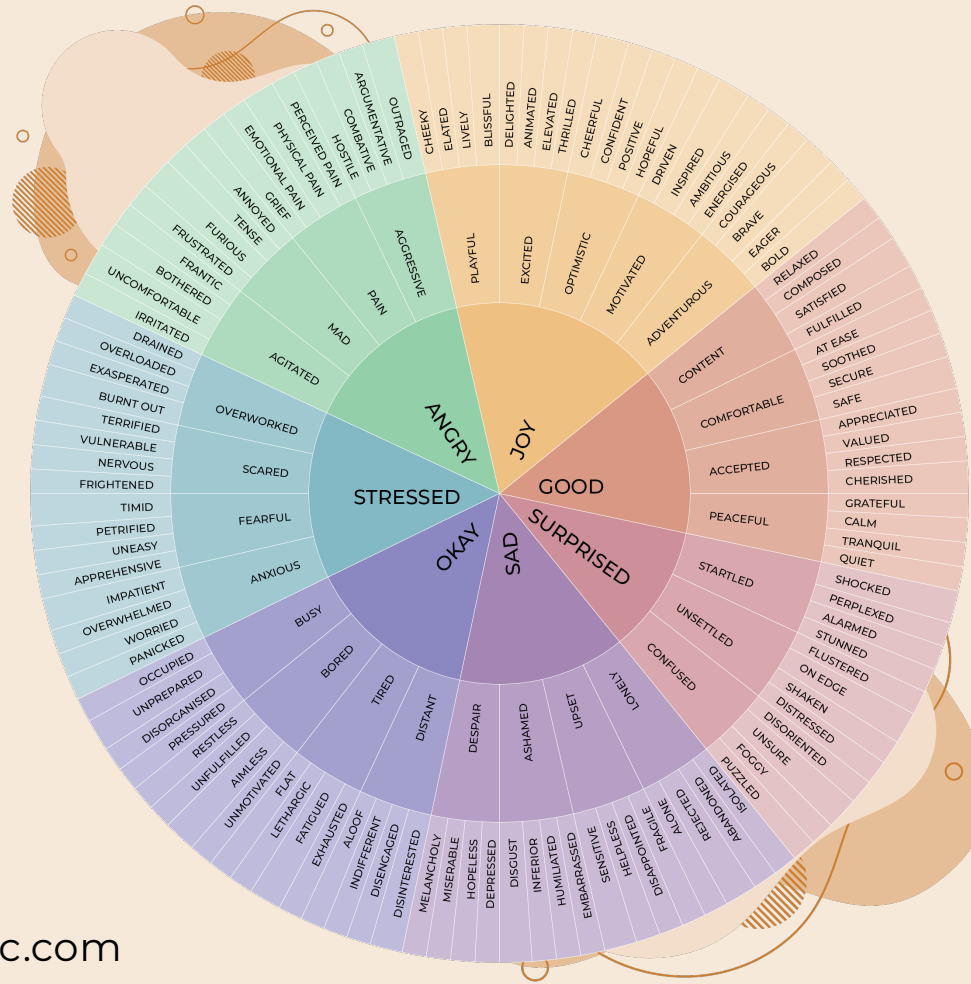 JOY
GOOD
SURPRISED
SAD
OKAY
STRESSED
ANGRY
PLAYFUL
EXCITED
OPTIMISTIC
MOTIVATED
ADVENTUROUS
CONTENT
COMFORTABLE
ACCEPTED
PEACEFUL
STARTLED
UNSETTLED
CONFUSED
LONELY
UPSET
ASHAMED
DESPAIR
DISTANT
TIRED
BORED
BUSY
ANXIOUS
FEARFUL
SCARED
OVERWORKED
AGITATED
MAD
PAIN
AGGRESSIVE
CHEEKY
ELATED
LIVELY
BLISSFUL
DELIGHTED
ANIMATED
ELEVATED
THRILLED
CHEERFUL
CONFIDENT
POSITIVE
HOPEFUL
DRIVEN
INSPIRED
AMBITIOUS
ENERGISED
COURAGEOUS
BRAVE
EAGER
BOLD
RELAXED
COMPOSED
SATISFIED
FULFILLED
AT EASE
SOOTHED
SECURE
SAFE
APPRECIATED
VALUED
RESPECTED
CHERISHED
GRATEFUL
CALM
TRANQUIL
QUIET
SHOCKED
PERPLEXED
ALARMED
STUNNED
FLUSTERED
ON EDGE
SHAKEN
DISTRESSED
DISORIENTED
UNSURE
FOGGY
PUZZLED
ISOLATED
ABANDONED
REJECTED
ALONE
FRAGILE
DISAPPOINTED
HELPLESS
SENSITIVE
EMBARRASSED
HUMILIATED
INFERIOR
DISGUST
DEPRESSED
HOPELESS
MISERABLE
MELANCHOLY
DISINTERESTED
DISENGAGED
INDIFFERENT
ALOOF
EXHAUSTED
FATIGUED
LETHARGIC
FLAT
UNMOTIVATED
AIMLESS
UNFULFILLED
RESTLESS
PRESSURED
DISORGANISED
UNPREPARED
OCCUPIED
PANICKED
WORRIED
OVERWHELMED
IMPATIENT
APPREHENSIVE
UNEASY
PETRIFIED
TIMID
FRIGHTENED
NERVOUS
VULNERABLE
TERRIFIED
BURNT OUT
EXASPERATED
OVERLOADED
DRAINED
IRRITATED
UNCOMFORTABLE
BOTHERED
FRANTIC
FRUSTRATED
FURIOUS
TENSE
ANNOYED
GRIEF
EMOTIONAL PAIN
PHYSICAL PAIN
PERCEIVED PAIN
HOSTILE
COMBATIVE
ARGUMENTATIVE
OUTRAGED
c.com